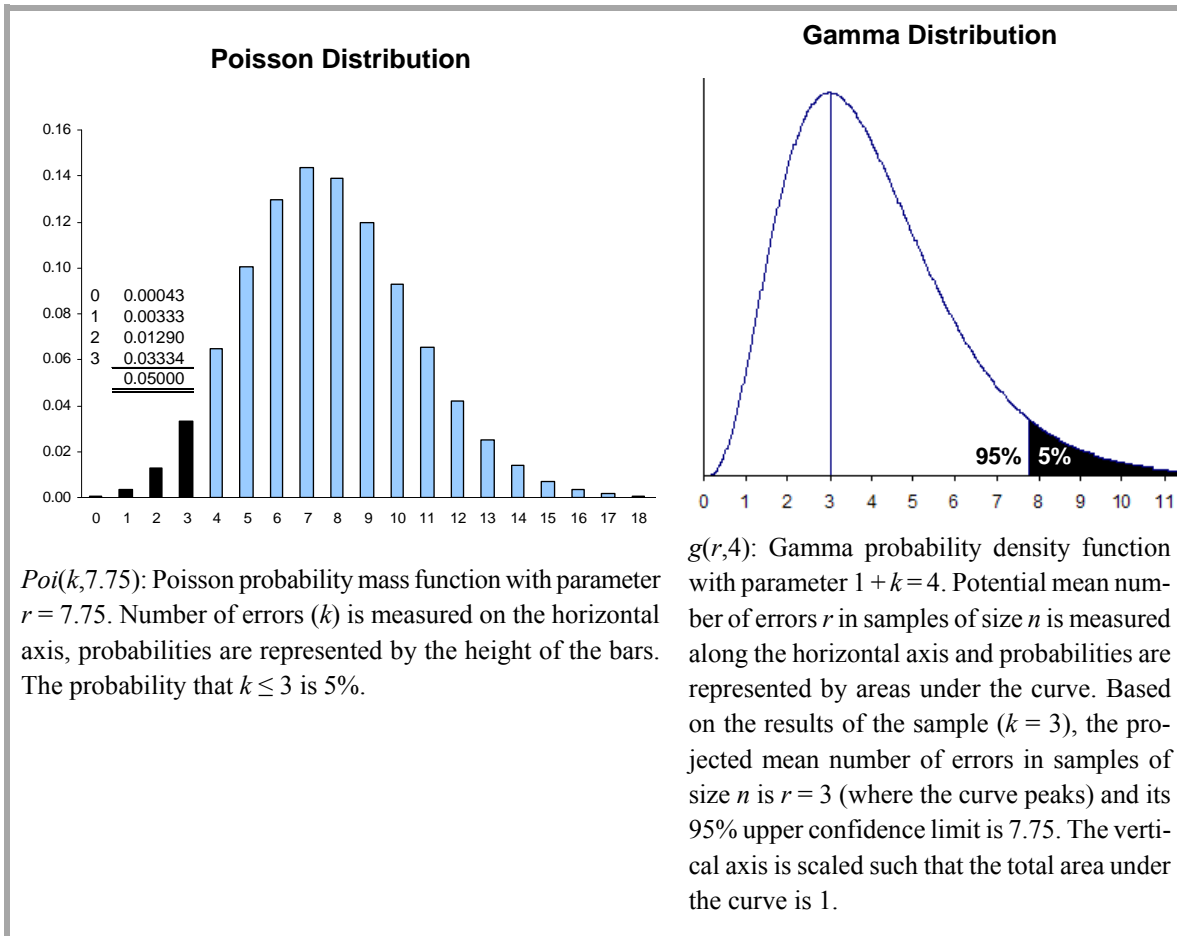 Poisson Distribution
0.16
0.14
0.12
0.10
0.08
0.06
0.04
0.02
0.00
0 0.00043
1 0.00333
2 0.01290
3 0.03334
0.05000
0 1 2 3 4 5 6 7 8 9 10 11 12 13 14 15 16 17 18
Poi(k,7.75): Poisson probability mass function with parameter
r = 7.75. Number of errors (k) is measured on the horizontal
axis, probabilities are represented by the height of the bars.
The probability that k ≤ 3 is 5%.
Gamma Distribution
95% 5%
0 1 2 3 4 5 6 7 8 9 10 11
g(r,4): Gamma probability density function
with parameter 1 + k = 4. Potential mean num-
ber of errors r in samples of size n is measured
along the horizontal axis and probabilities are
represented by areas under the curve. Based
on the results of the sample (k = 3), the pro-
jected mean number of errors in samples of
size n is r = 3 (where the curve peaks) and its
95% upper confidence limit is 7.75. The verti-
cal axis is scaled such that the total area under
the curve is 1.